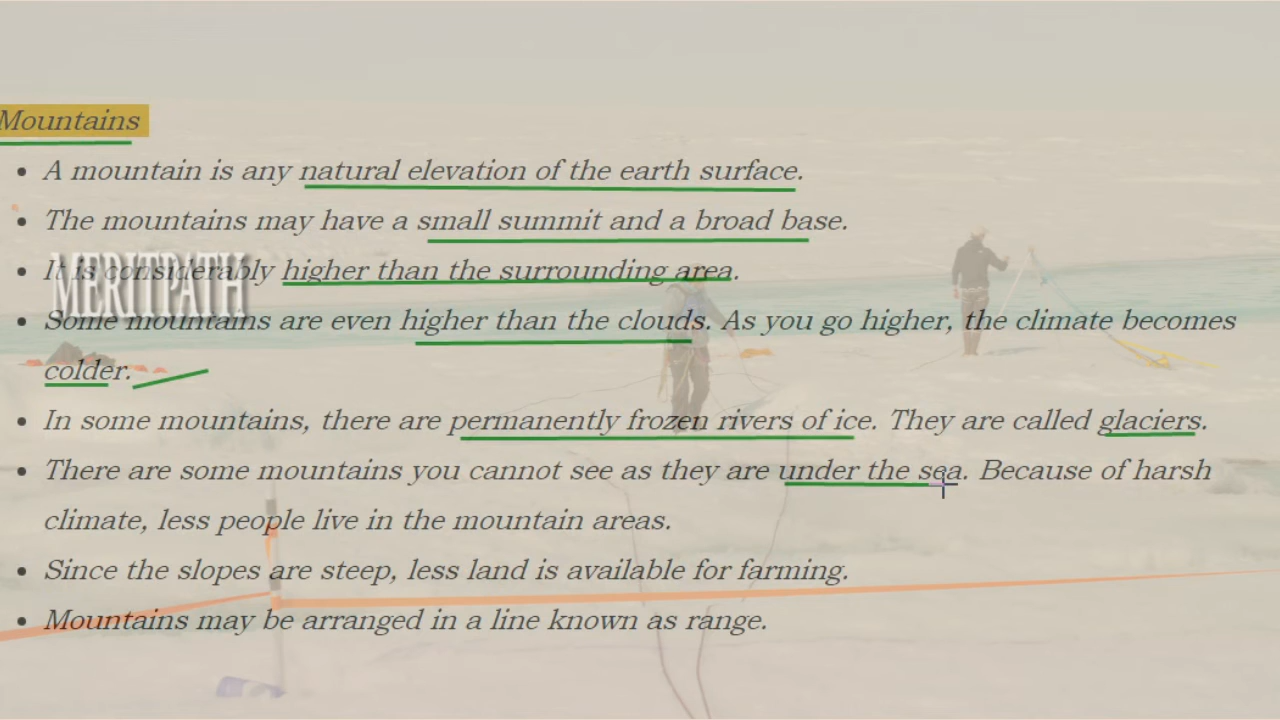 Mountains
• A mountain is any natural elevation of the earth surface.
• The mountains may have a small summit and a broad base.
• It is considerably higher than the surrounding area.
MERITPATH
• Some mountains are even higher than the clouds. As you go higher, the climate becomes
colder.
• In some mountains, there are permanently frozen rivers of ice. They are called glaciers.
• There are some mountains you cannot see as they are under the sea. Because of harsh
climate, less people live in the mountain areas.
• Since the slopes are steep, less land is available for farming.
• Mountains may be arranged in a line known as range.